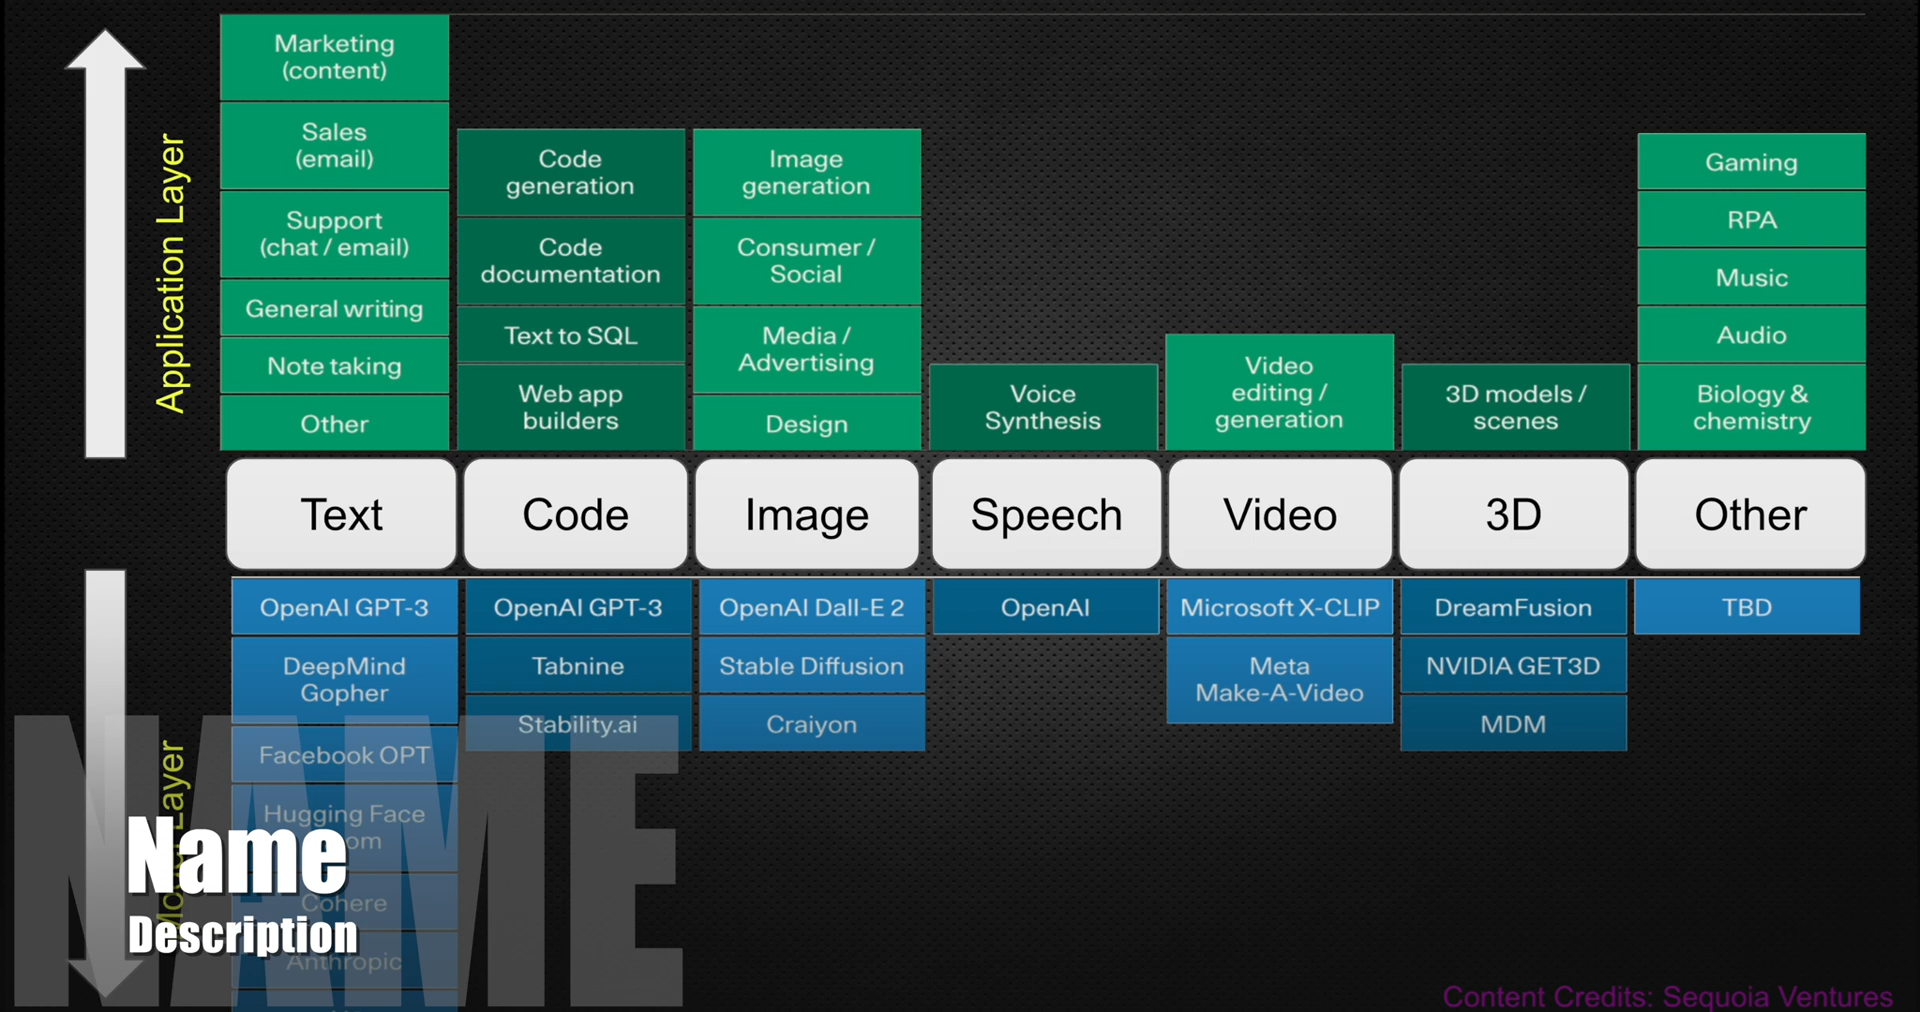 Application Layer
Marketing
(content)
Sales
(email)
Support
(chat / email)
General writing
Note taking
Other
Code
generation
Code
documentation
Text to SQL
Web app
builders
Image
generation
Consumer /
Social
Media /
Advertising
Design
Voice
Synthesis
Video
editing /
generation
3D models /
scenes
Gaming
RPA
Music
Audio
Biology &
chemistry
Text
Code
Image
Speech
Video
3D
Other
Layer
OpenAI GPT-3
DeepMind
Gopher
Facebook OPT
Hugging Face
Cohere
Anthropic
OpenAI GPT-3
Tabnine
Stability.ai
OpenAI Dall-E 2
Stable Diffusion
Craiyon
OpenAI
Microsoft X-CLIP
Meta
Make-A-Video
DreamFusion
NVIDIA GET3D
MDM
TBD
NAME
Name
Description
Content Credits: Sequoia Ventures